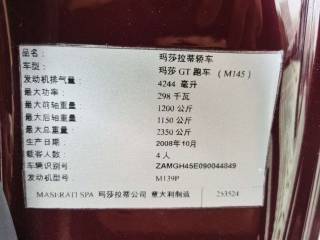 品名： 玛莎拉蒂轿车
车型： 玛莎 GT 跑车 （M145）
发动机排气量： 4244 毫升
最大功率： 298 千瓦
最大前轴重量 1200 公斤
最大后轴重量 1150 公斤
最大总重量 2350 公斤
生产日期： 2008年10月
载客人数 4 人
车辆识别号 ZAMGH45E090044849
发动机型号 M139P
MASERATI SPA 玛莎拉蒂公司 意大利制造 253524